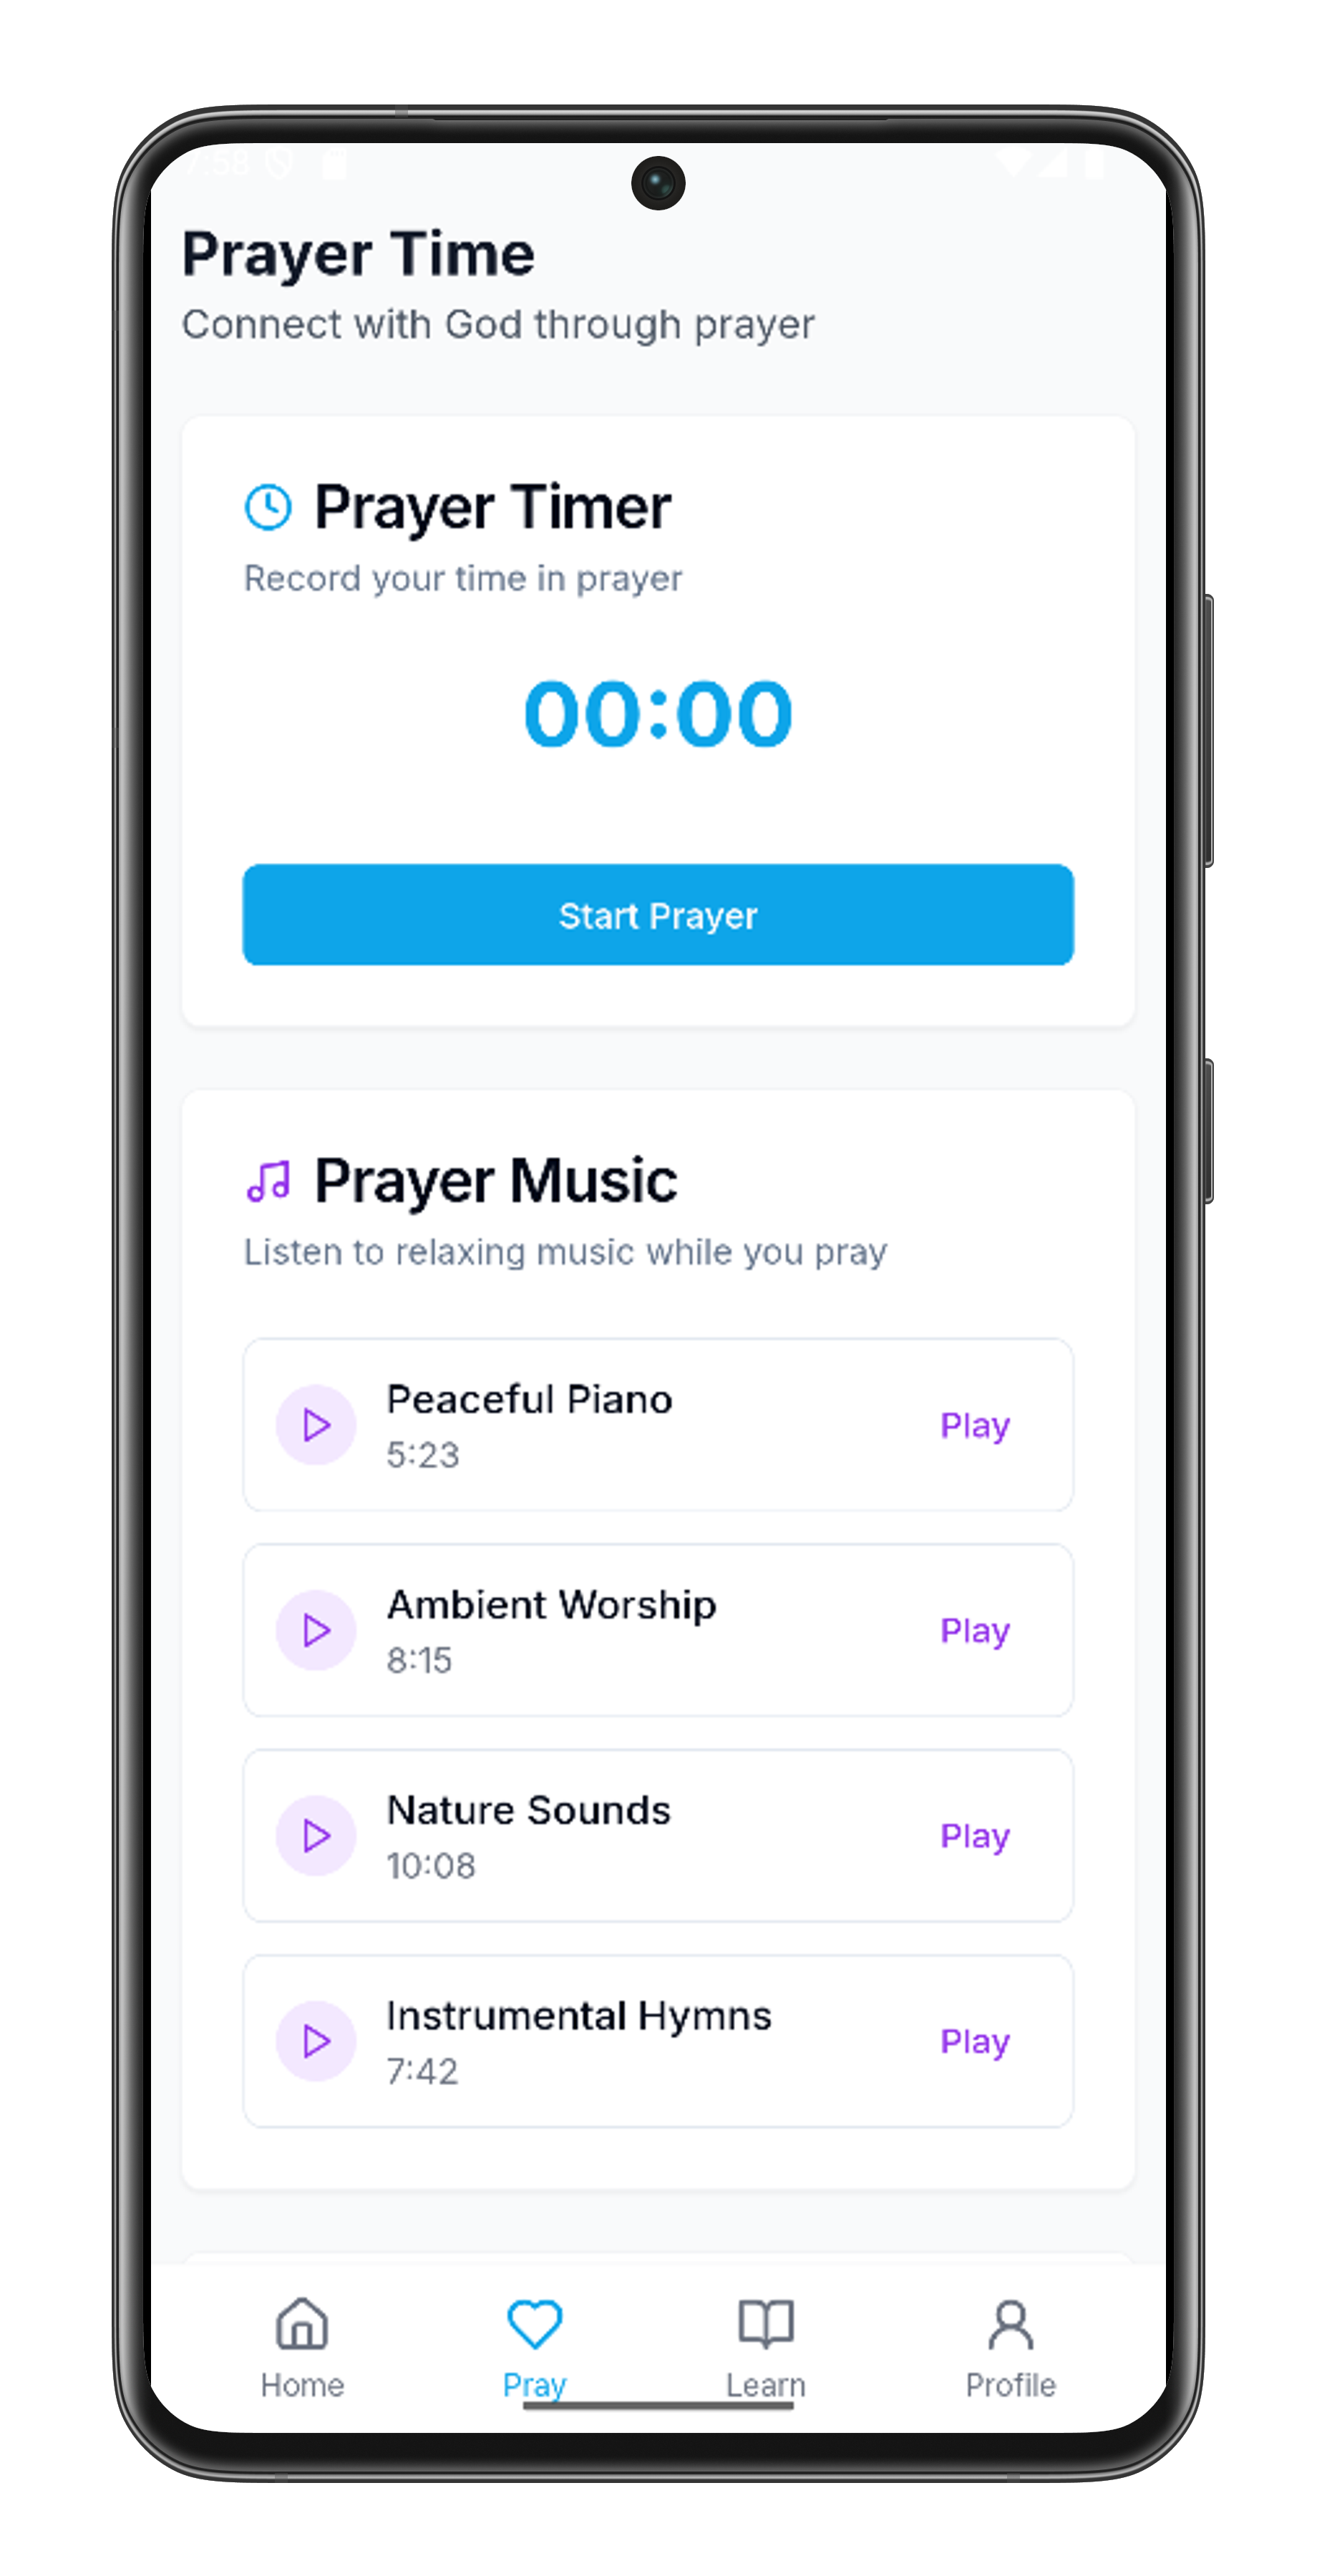 7:58
Prayer Time
Connect with God through prayer
Prayer Timer
Record your time in prayer
00:00
Start Prayer
Prayer Music
Listen to relaxing music while you pray
Peaceful Piano
5:23
Play
Ambient Worship
8:15
Play
Nature Sounds
10:08
Play
Instrumental Hymns
7:42
Play
Home
Pray
Learn
Profile